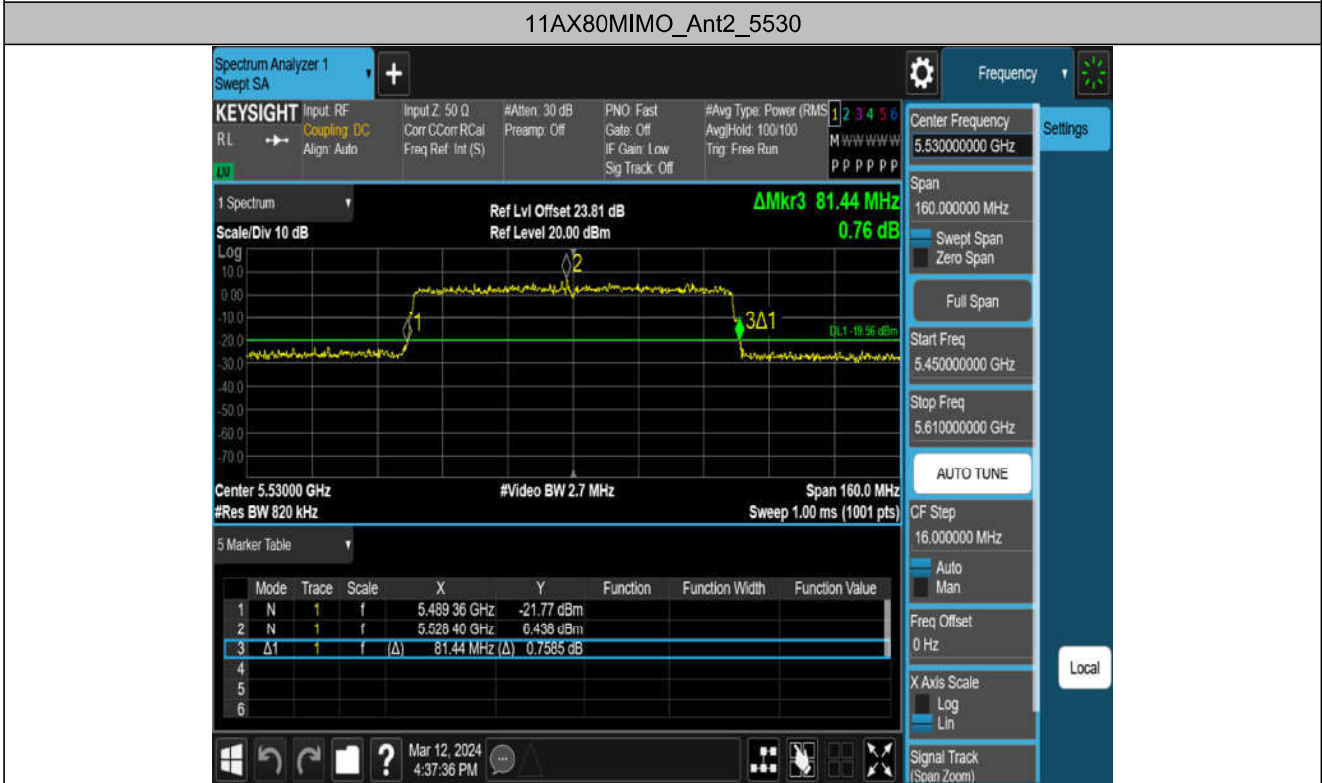 11AX80MIMO_Ant2_5530
Spectrum Analyzer 1
Swept SA
+
Frequency
KEYSIGHT
RL
LXI
Input: RF
Coupling: DC
Align: Auto
Input Z: 50 Ω
Corr CCorr RCal
Freq Ref: Int (S)
#Atten: 30 dB
Preamp: Off
PNO: Fast
Gate: Off
IF Gain: Low
Sig Track: Off
#Avg Type: Power (RMS
Avg|Hold: 100/100
Trig: Free Run
1 2 3 4 5 6
M W W W W W
P P P P P P
1 Spectrum
Scale/Div 10 dB
Ref Lvl Offset 23.81 dB
Ref Level 20.00 dBm
ΔMkr3 81.44 MHz
0.76 dB
Log
10.0
0.00
-10.0
-20.0
-30.0
-40.0
-50.0
-60.0
-70.0
2
1
3Δ1
DL1 -19.56 dBm
Center 5.53000 GHz
#Res BW 820 kHz
#Video BW 2.7 MHz
Span 160.0 MHz
Sweep 1.00 ms (1001 pts)
5 Marker Table
Mode Trace Scale X Y Function Function Width Function Value
1 N 1 f 5.489 36 GHz -21.77 dBm
2 N 1 f 5.528 40 GHz 6.438 dBm
3 Δ1 1 f (Δ) 81.44 MHz (Δ) 0.7585 dB
4
5
6
Mar 12, 2024
4:37:36 PM
?
Center Frequency
5.530000000 GHz
Settings
Span
160.000000 MHz
Swept Span
Zero Span
Full Span
Start Freq
5.450000000 GHz
Stop Freq
5.610000000 GHz
AUTO TUNE
CF Step
16.000000 MHz
Auto
Man
Freq Offset
0 Hz
X Axis Scale
Log
Lin
Local
Signal Track
(Span Zoom)